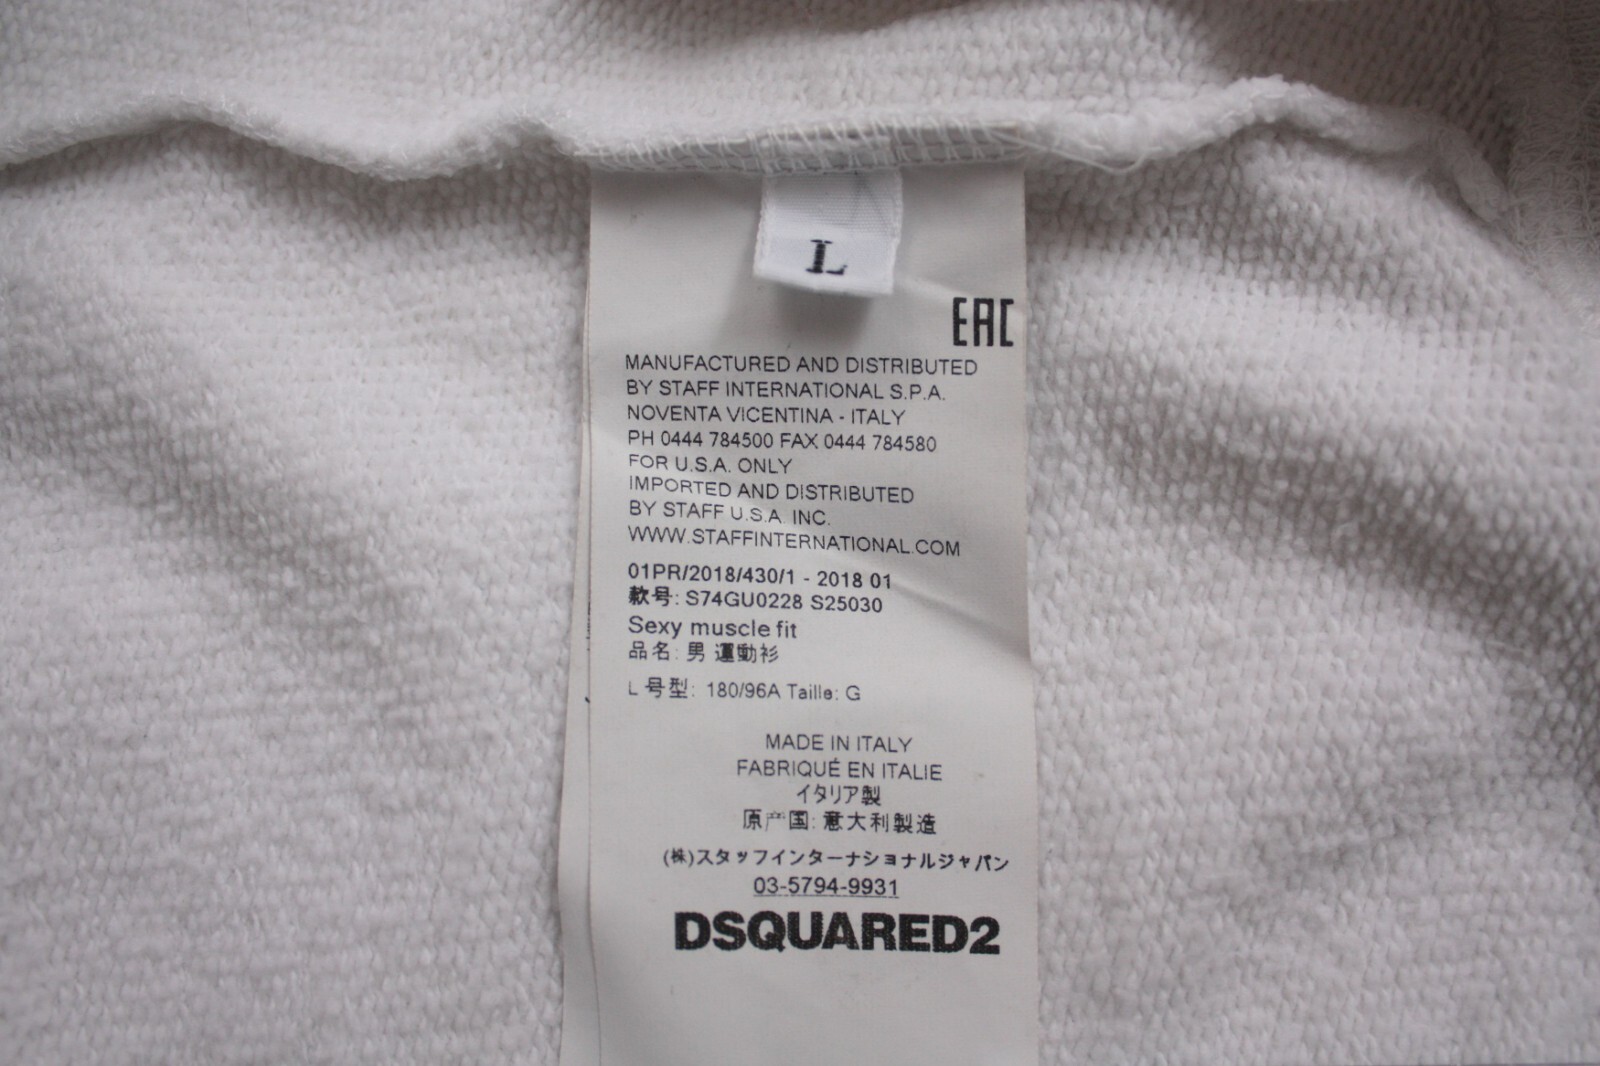 L
EAC
MANUFACTURED AND DISTRIBUTED
BY STAFF INTERNATIONAL S.P.A.
NOVENTA VICENTINA - ITALY
PH 0444 784500 FAX 0444 784580
FOR U.S.A. ONLY
IMPORTED AND DISTRIBUTED
BY STAFF U.S.A. INC.
WWW.STAFFINTERNATIONAL.COM
01PR/2018/430/1 - 2018 01
款号: S74GU0228 S25030
Sexy muscle fit
品名: 男 運動衫
L 号型: 180/96A Taille: G
MADE IN ITALY
FABRIQUÉ EN ITALIE
イタリア製
原产国: 意大利製造
(株)スタッフインターナショナルジャパン
03-5794-9931
DSQUARED2